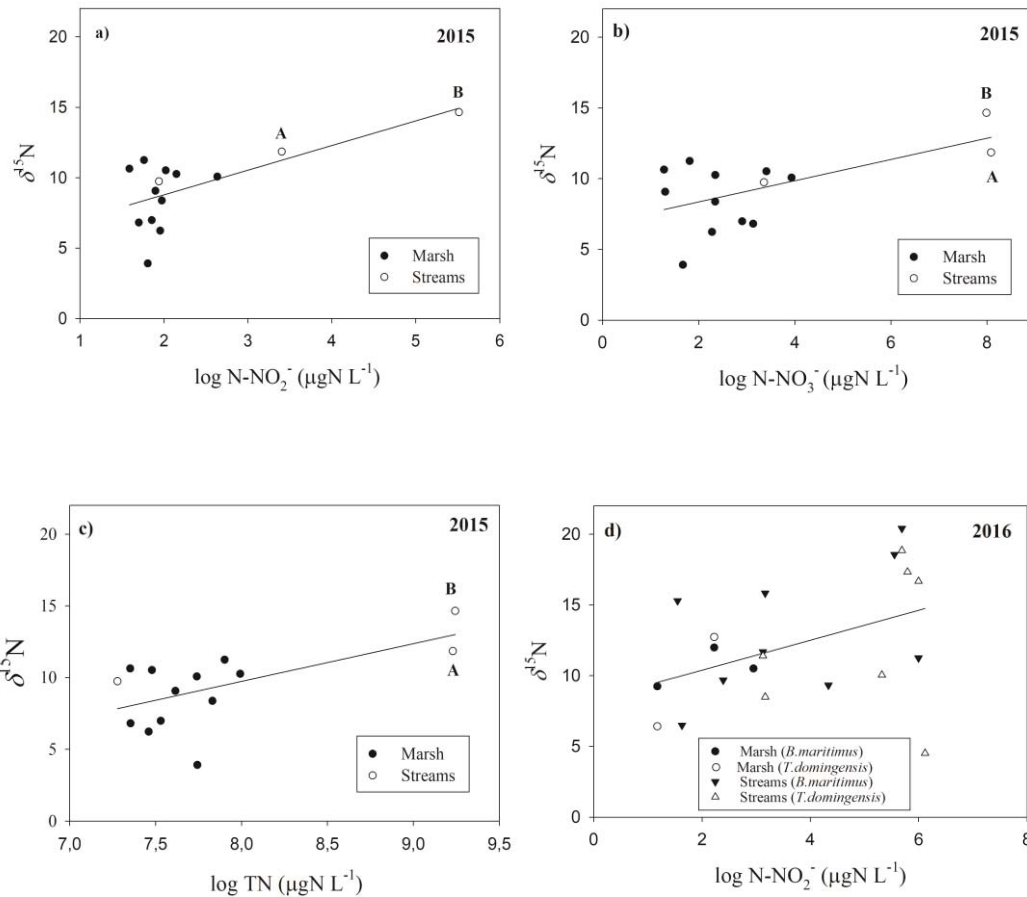 a)
2015
20
15
10
5
0
δ¹⁵N
B
A
Marsh
Streams
1 2 3 4 5 6
log N-NO₂⁻ (µgN L⁻¹)
b)
2015
20
15
10
5
0
δ¹⁵N
B
A
Marsh
Streams
0 2 4 6 8
log N-NO₃⁻ (µgN L⁻¹)
c)
2015
20
15
10
5
0
δ¹⁵N
B
A
Marsh
Streams
7,0 7,5 8,0 8,5 9,0 9,5
log TN (µgN L⁻¹)
d)
2016
20
15
10
5
0
δ¹⁵N
Marsh (B.maritimus)
Marsh (T.domingensis)
Streams (B.maritimus)
Streams (T.domingensis)
0 2 4 6 8
log N-NO₂⁻ (µgN L⁻¹)